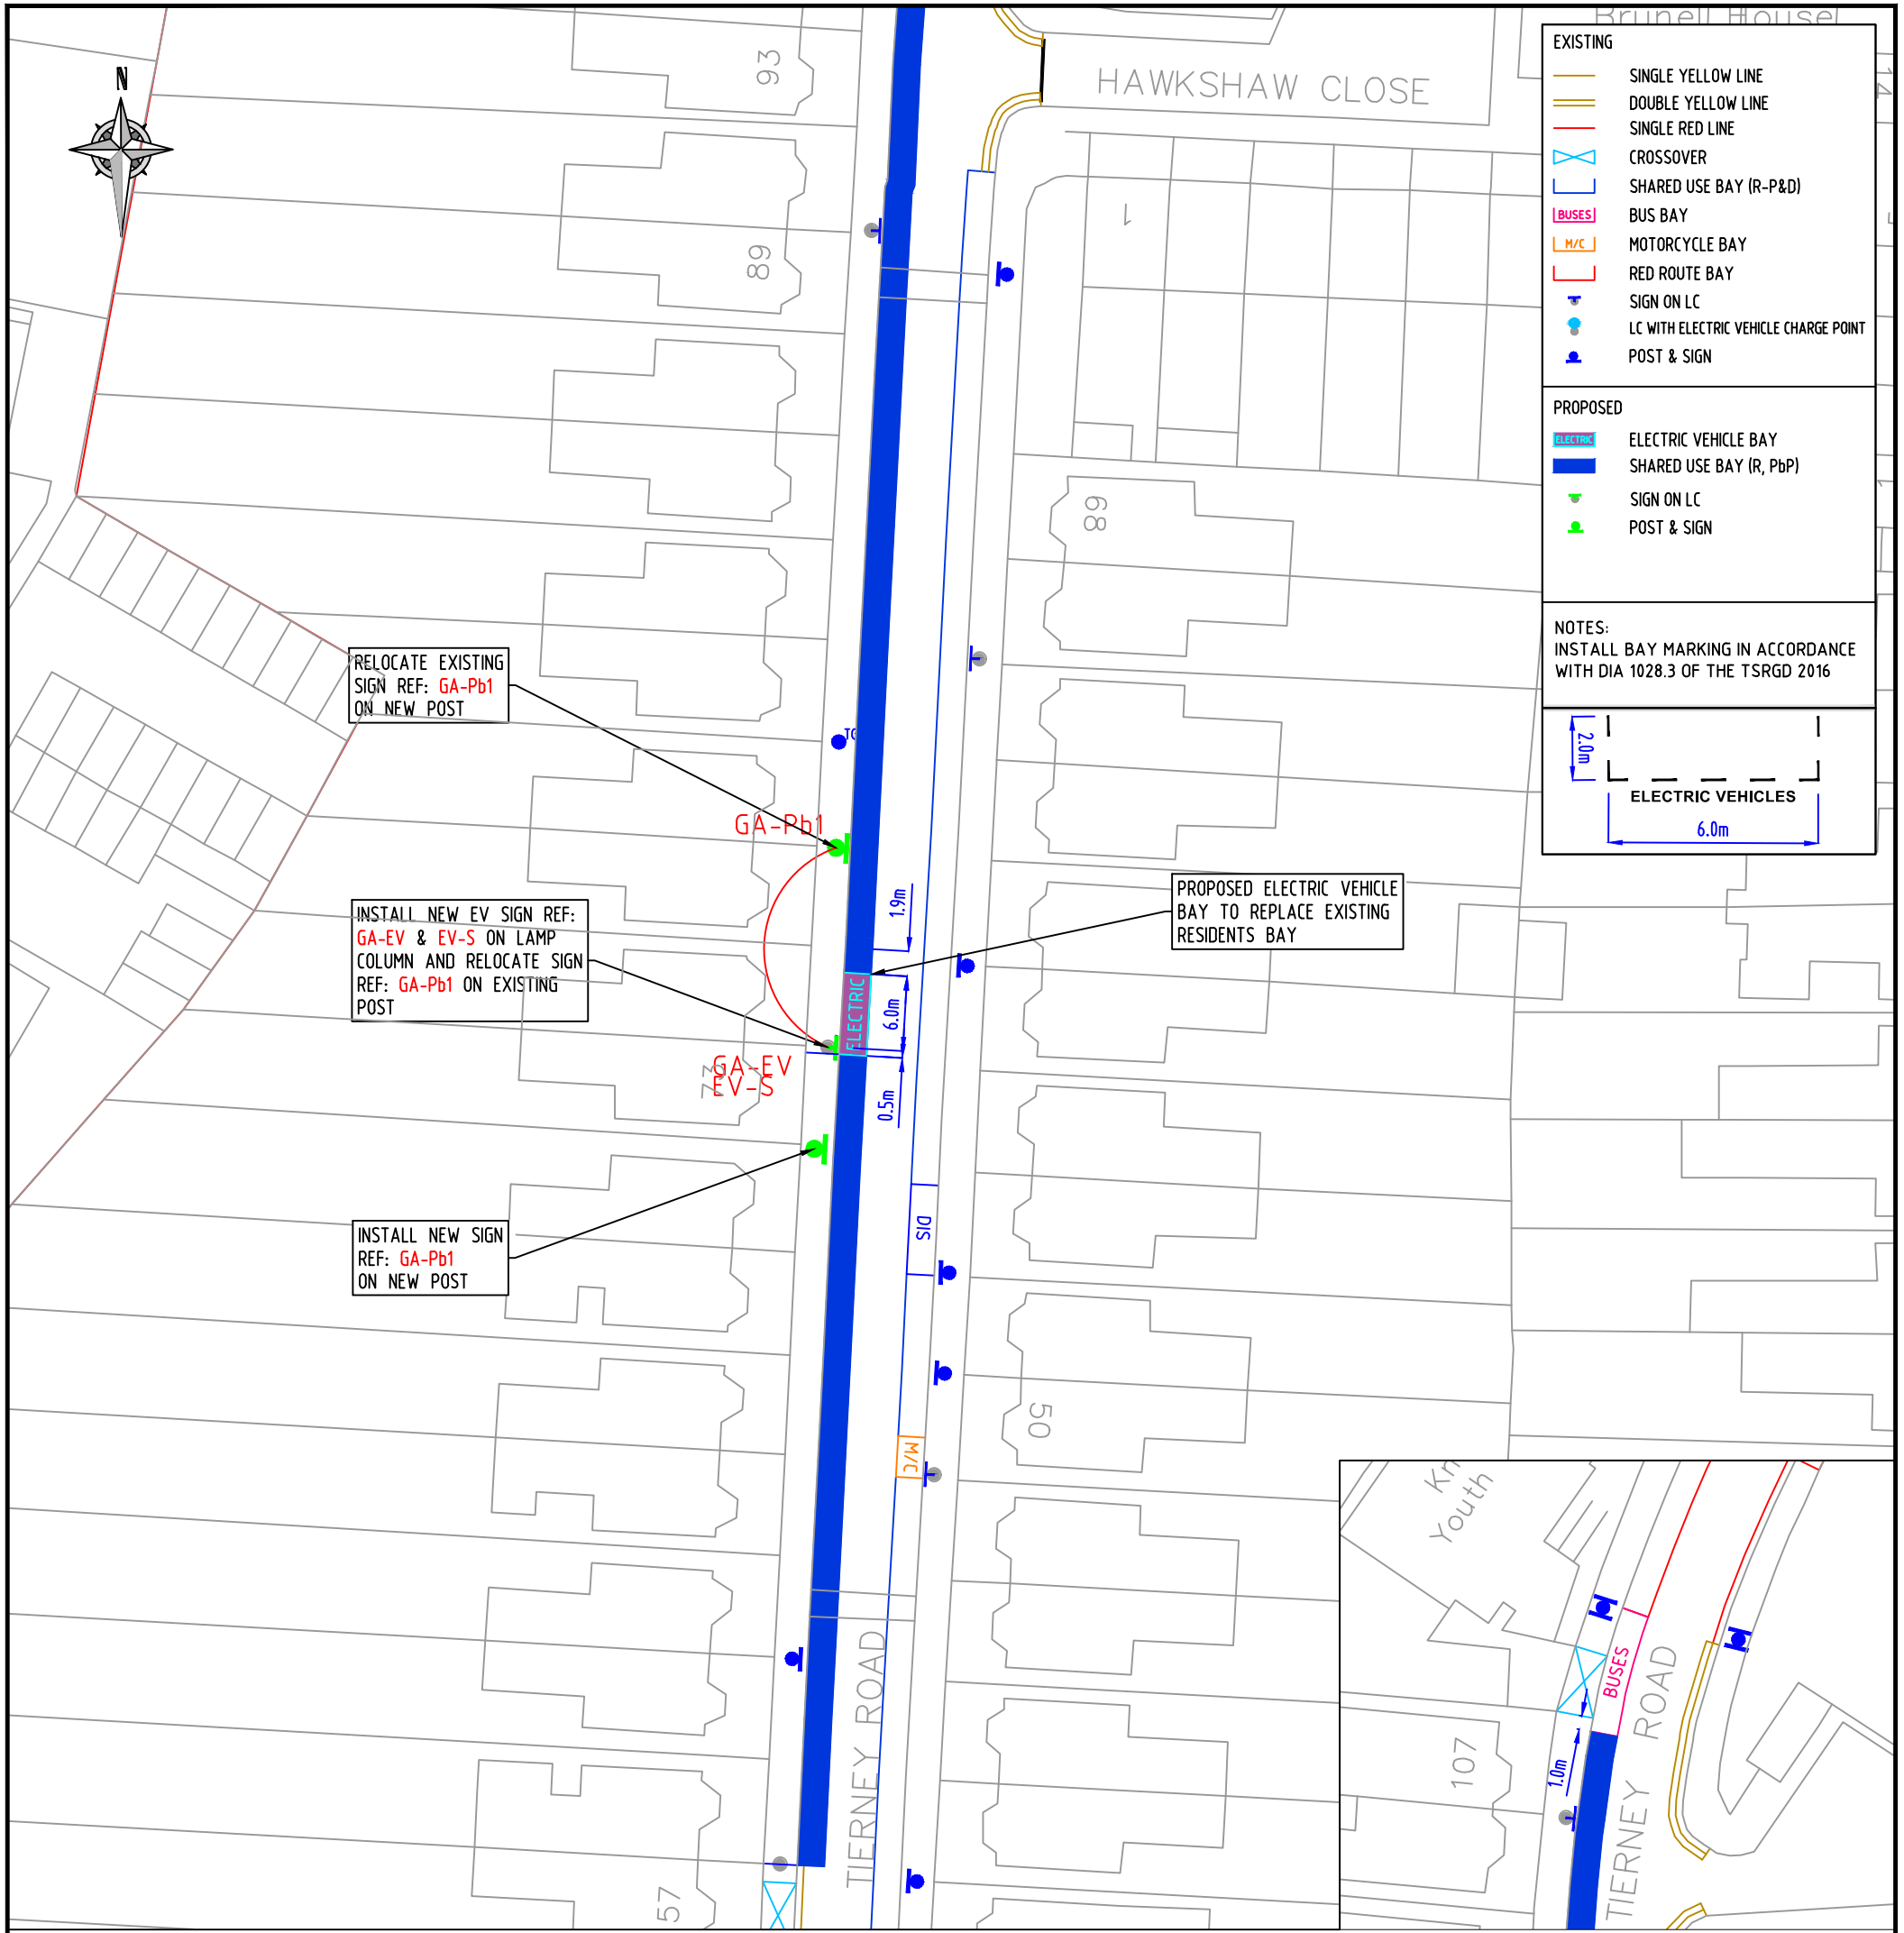 N
HAWKSHAW CLOSE
Brunell House
93
89
1
68
EXISTING
SINGLE YELLOW LINE
DOUBLE YELLOW LINE
SINGLE RED LINE
CROSSOVER
SHARED USE BAY (R-P&D)
BUSES BUS BAY
M/C MOTORCYCLE BAY
RED ROUTE BAY
SIGN ON LC
LC WITH ELECTRIC VEHICLE CHARGE POINT
POST & SIGN
PROPOSED
ELECTRIC ELECTRIC VEHICLE BAY
SHARED USE BAY (R, PbP)
SIGN ON LC
POST & SIGN
NOTES:
INSTALL BAY MARKING IN ACCORDANCE
WITH DIA 1028.3 OF THE TSRGD 2016
2.0m
ELECTRIC VEHICLES
6.0m
RELOCATE EXISTING
SIGN REF: GA-Pb1
ON NEW POST
GA-Pb1
INSTALL NEW EV SIGN REF:
GA-EV & EV-S ON LAMP
COLUMN AND RELOCATE SIGN
REF: GA-Pb1 ON EXISTING
POST
PROPOSED ELECTRIC VEHICLE
BAY TO REPLACE EXISTING
RESIDENTS BAY
1.9m
ELECTRIC
6.0m
0.5m
GA-EV
EV-S
73
INSTALL NEW SIGN
REF: GA-Pb1
ON NEW POST
DIS
50
M/C
TIERNEY ROAD
57
Youth
BUSES
107
1.0m
TIERNEY ROAD